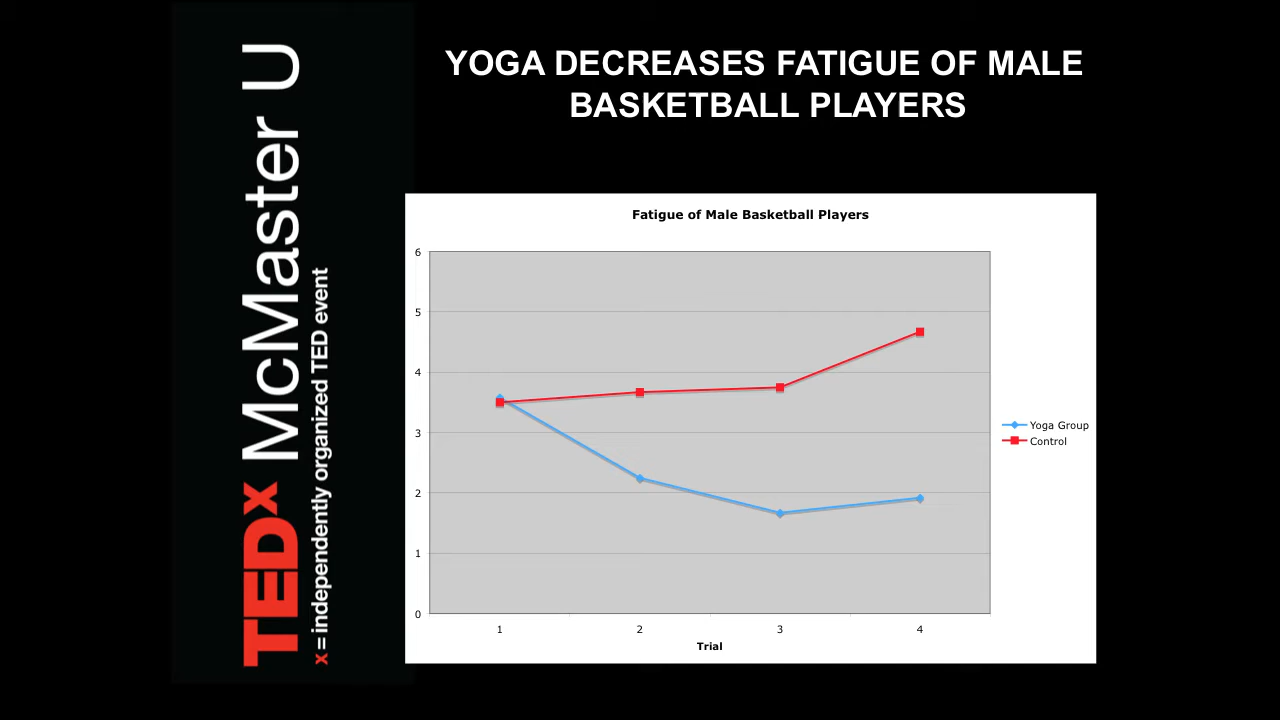 TEDx McMaster U
x = independently organized TED event
YOGA DECREASES FATIGUE OF MALE
BASKETBALL PLAYERS
Fatigue of Male Basketball Players
6
5
4
3
2
1
0
1 2 3 4
Trial
Yoga Group
Control